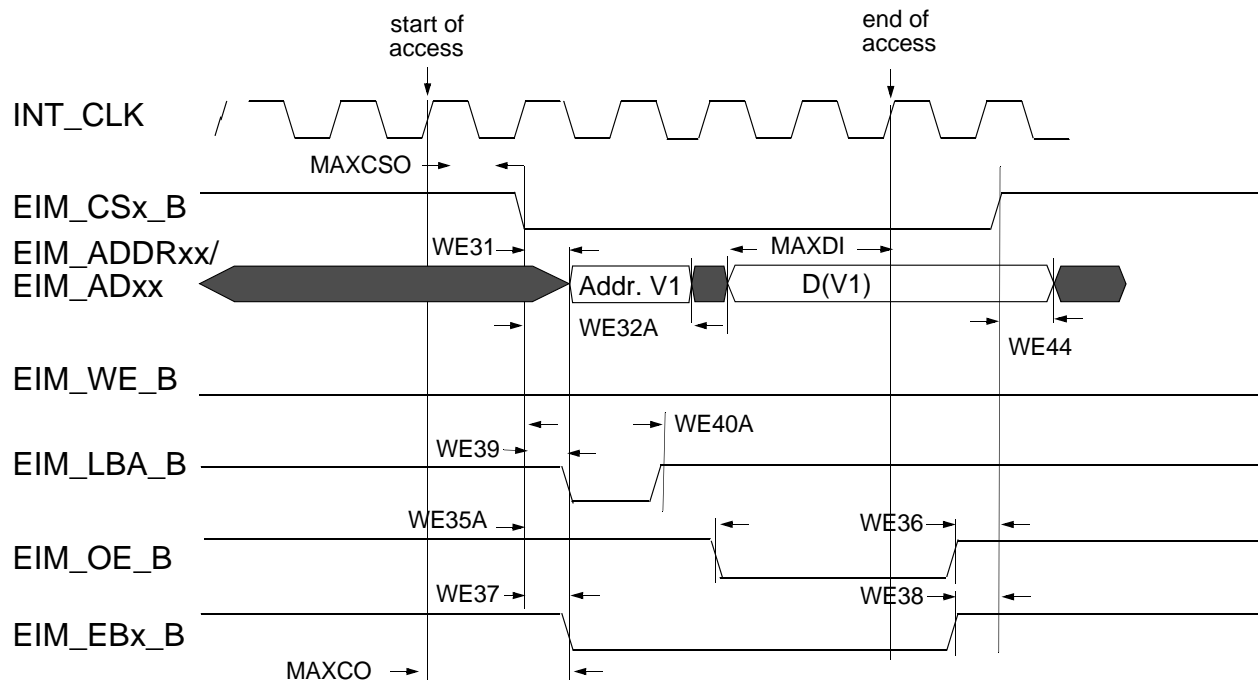 start of
access
end of
access
INT_CLK
MAXCSO
EIM_CSx_B
EIM_ADDRxx/
EIM_ADxx
WE31
MAXDI
Addr. V1
D(V1)
WE32A
WE44
EIM_WE_B
WE40A
WE39
EIM_LBA_B
WE35A
WE36
EIM_OE_B
WE37
WE38
EIM_EBx_B
MAXCO